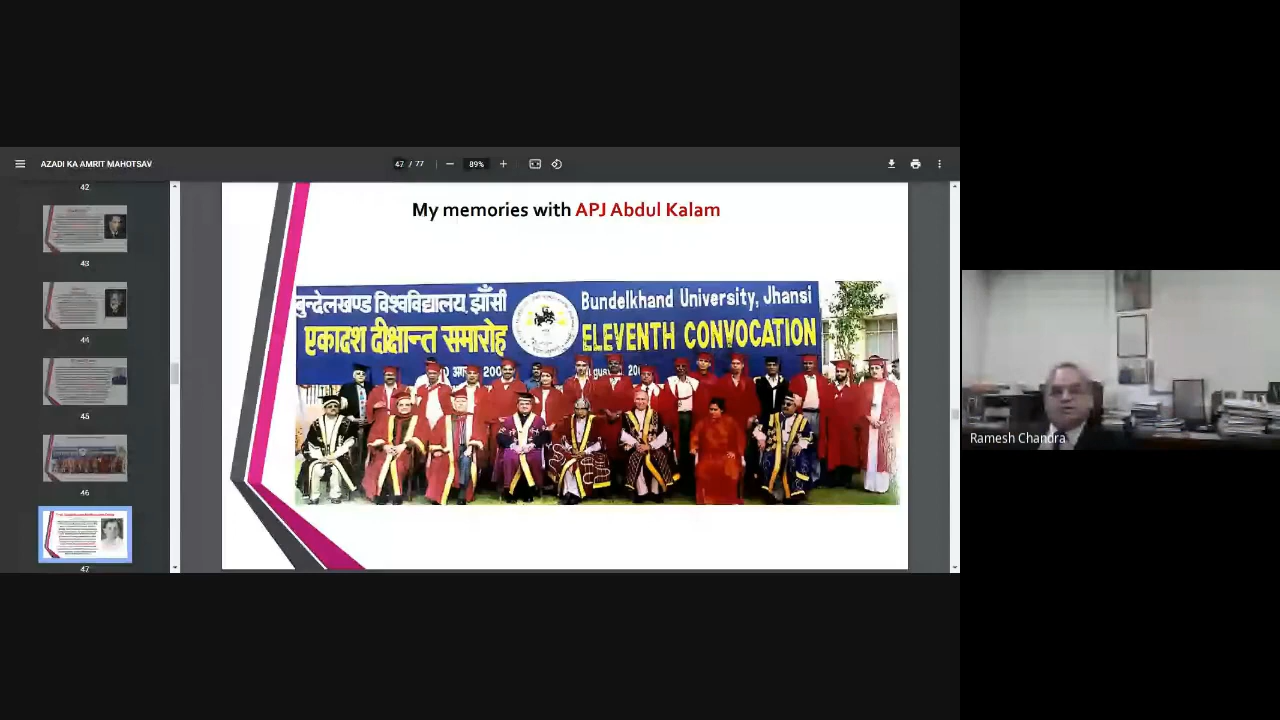 AZADI KA AMRIT MAHOTSAV
47 / 77
89%
42
43
44
45
46
47
My memories with APJ Abdul Kalam
बुन्देलखण्ड विश्वविद्यालय, झाँसी
एकादश दीक्षान्त समारोह
Bundelkhand University, Jhansi
ELEVENTH CONVOCATION
Ramesh Chandra